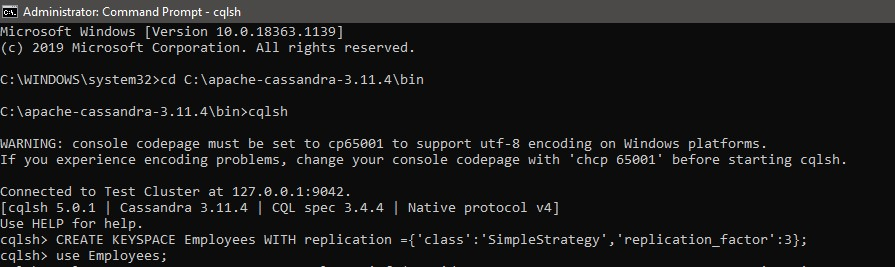 Administrator: Command Prompt - cqlsh
Microsoft Windows [Version 10.0.18363.1139]
(c) 2019 Microsoft Corporation. All rights reserved.
C:\WINDOWS\system32>cd C:\apache-cassandra-3.11.4\bin
C:\apache-cassandra-3.11.4\bin>cqlsh
WARNING: console codepage must be set to cp65001 to support utf-8 encoding on Windows platforms.
If you experience encoding problems, change your console codepage with 'chcp 65001' before starting cqlsh.
Connected to Test Cluster at 127.0.0.1:9042.
[cqlsh 5.0.1 | Cassandra 3.11.4 | CQL spec 3.4.4 | Native protocol v4]
Use HELP for help.
cqlsh> CREATE KEYSPACE Employees WITH replication ={'class':'SimpleStrategy','replication_factor':3};
cqlsh> use Employees;